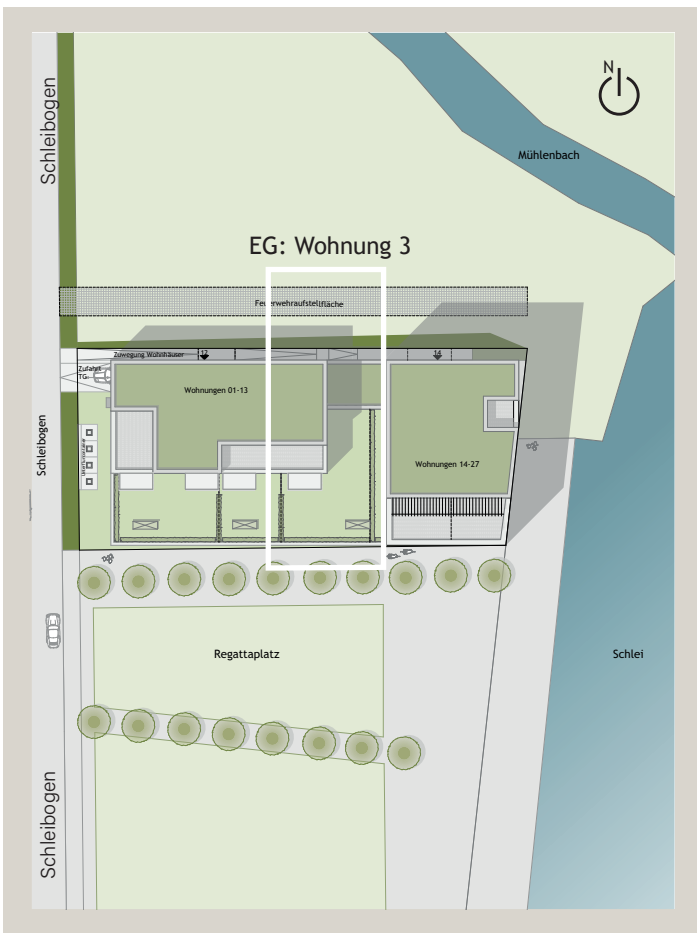 N
Schleibogen
Mühlenbach
EG: Wohnung 3
Feuerwehraufstellfläche
Zuwegung Wohnhäuser
12
14
Zufahrt
TG.
Wohnungen 01-13
Schleibogen
Wohnungen 14-27
Regattaplatz
Schlei
Schleibogen